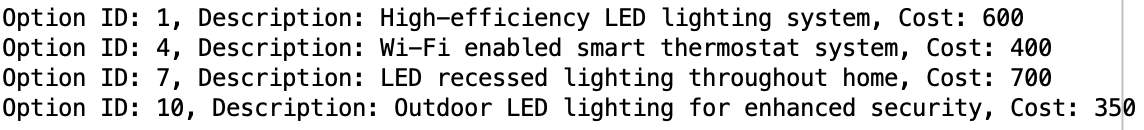 Option ID: 1, Description: High-efficiency LED lighting system, Cost: 600
Option ID: 4, Description: Wi-Fi enabled smart thermostat system, Cost: 400
Option ID: 7, Description: LED recessed lighting throughout home, Cost: 700
Option ID: 10, Description: Outdoor LED lighting for enhanced security, Cost: 350